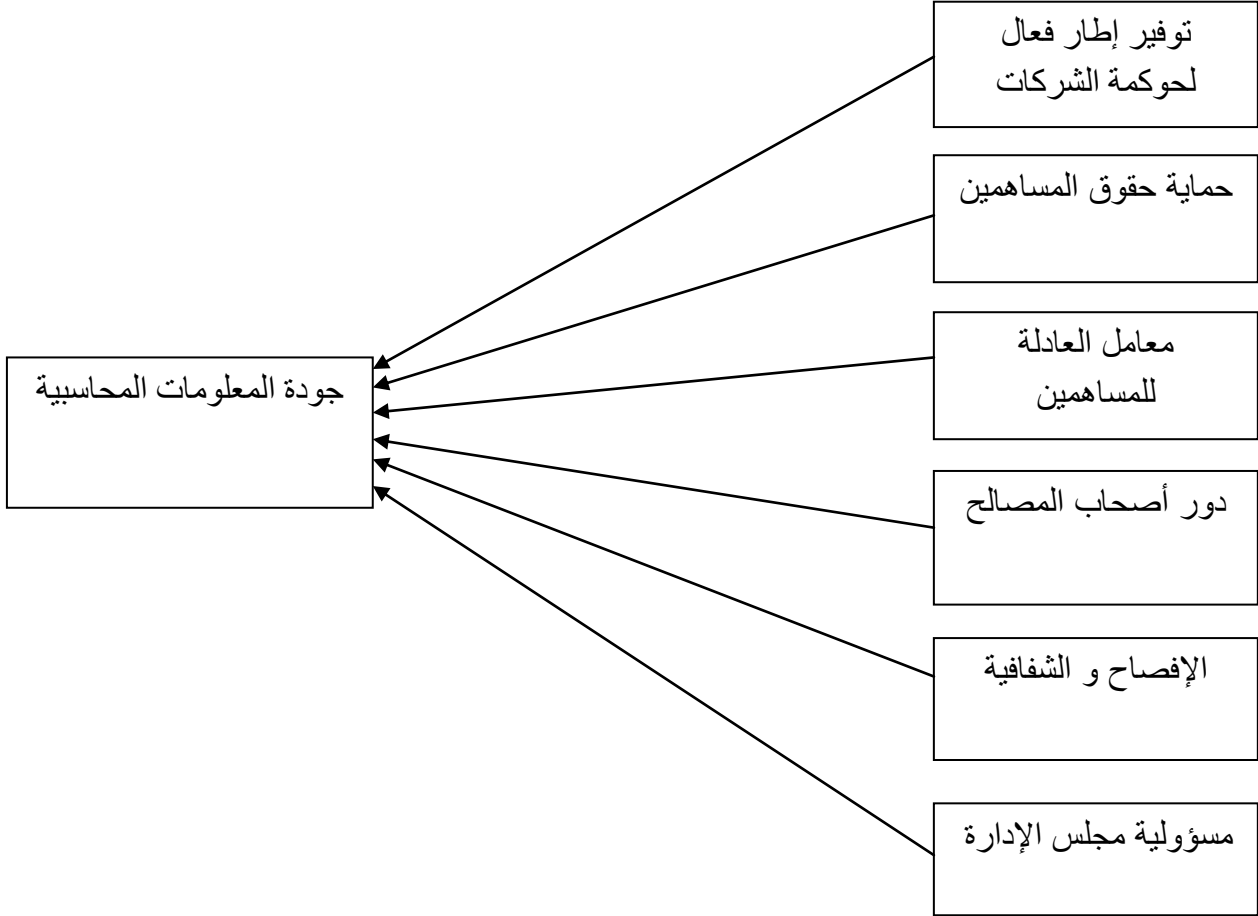 توفير إطار فعال
لحوكمة الشركات
حماية حقوق المساهمين
معامل العادلة
للمساهمين
جودة المعلومات المحاسبية
دور أصحاب المصالح
الإفصاح و الشفافية
مسؤولية مجلس الإدارة